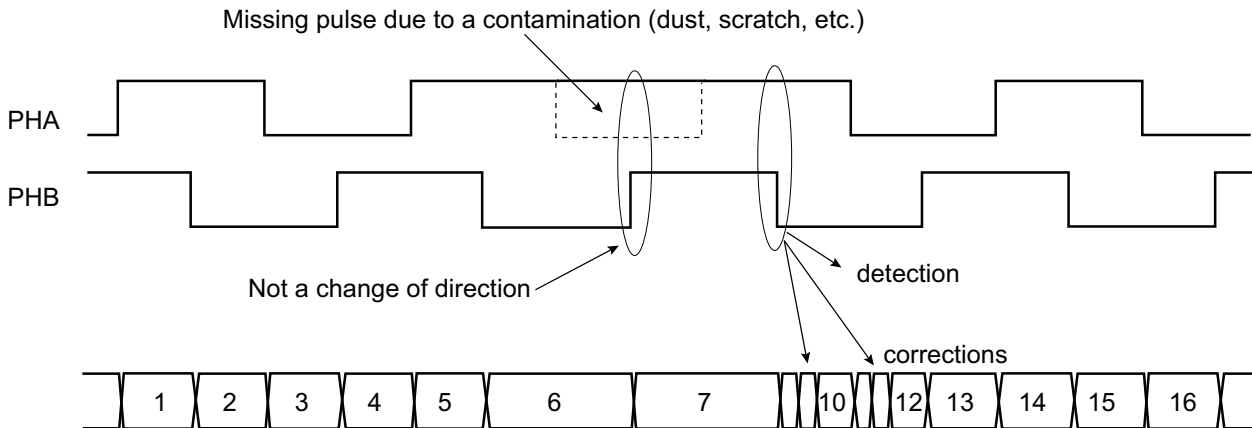 Missing pulse due to a contamination (dust, scratch, etc.)
PHA
PHB
Not a change of direction
detection
corrections
1 2 3 4 5 6 7 10 12 13 14 15 16